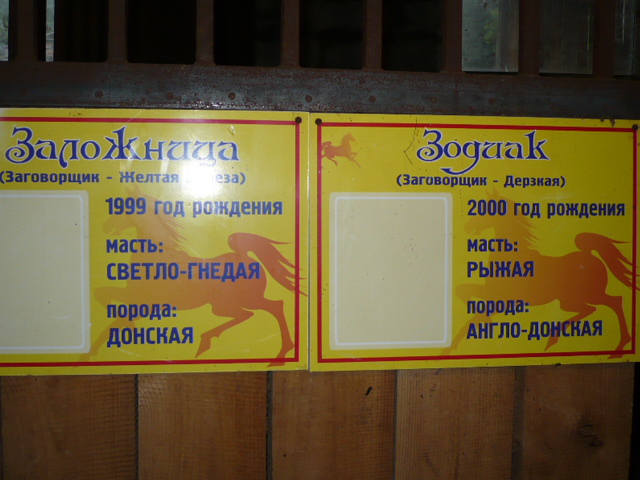 Заложница
(Заговорщик - Желтая
1999 год рождения
масть:
СВЕТЛО-ГНЕДАЯ
порода:
ДОНСКАЯ
Зодиак
(Заговорщик - Дерзкая)
2000 год рождения
масть:
РЫЖАЯ
порода:
АНГЛО-ДОНСКАЯ